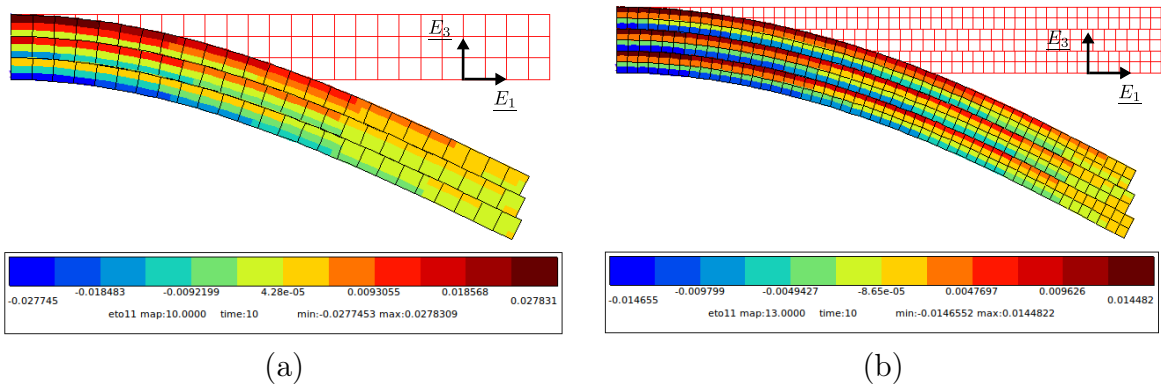 E3
E1
-0.027745 -0.018483 -0.0092199 4.28e-05 0.0093055 0.018568 0.027831
eto11 map:10.0000 time:10 min:-0.0277453 max:0.0278309
(a)
E3
E1
-0.014655 -0.009799 -0.0049427 -8.65e-05 0.0047697 0.009626 0.014482
eto11 map:13.0000 time:10 min:-0.0146552 max:0.0144822
(b)